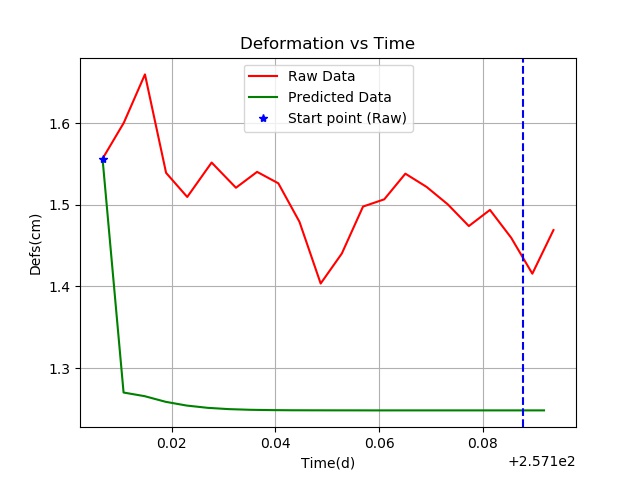 Deformation vs Time
Raw Data
Predicted Data
Start point (Raw)
Defs(cm)
1.6
1.5
1.4
1.3
0.02 0.04 0.06 0.08
Time(d)
+2.571e2